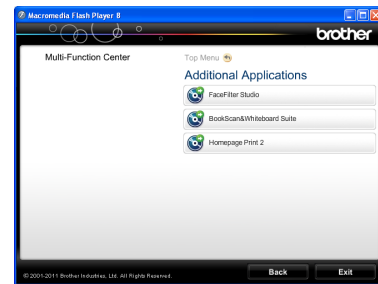 Macromedia Flash Player 8
brother
Multi-Function Center
Top Menu
Additional Applications
FaceFilter Studio
BookScan&Whiteboard Suite
Homepage Print 2
© 2001-2011 Brother Industries, Ltd. All Rights Reserved.
Back
Exit